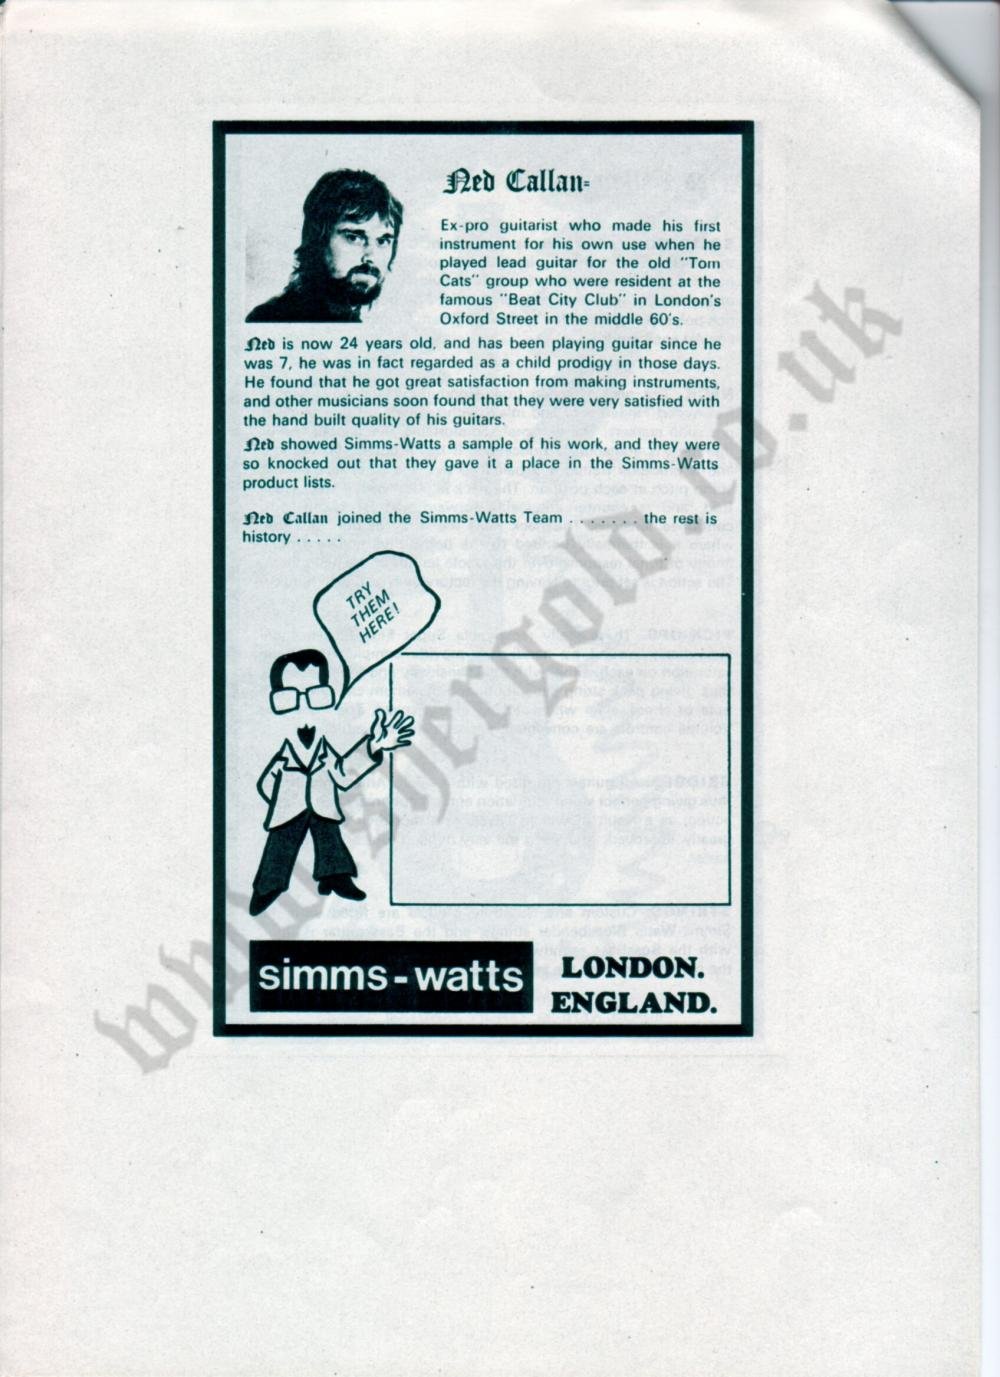 Ned Callan-
Ex-pro guitarist who made his first
instrument for his own use when he
played lead guitar for the old "Tom
Cats" group who were resident at the
famous "Beat City Club" in London's
Oxford Street in the middle 60's.
Ned is now 24 years old, and has been playing guitar since he
was 7, he was in fact regarded as a child prodigy in those days.
He found that he got great satisfaction from making instruments,
and other musicians soon found that they were very satisfied with
the hand built quality of his guitars.
Ned showed Simms-Watts a sample of his work, and they were
so knocked out that they gave it a place in the Simms-Watts
product lists.
Ned Callan joined the Simms-Watts Team . . . . . . . the rest is
history . . . . .
TRY
THEM
HERE!
simms-watts
LONDON.
ENGLAND.
www.shergold.co.uk